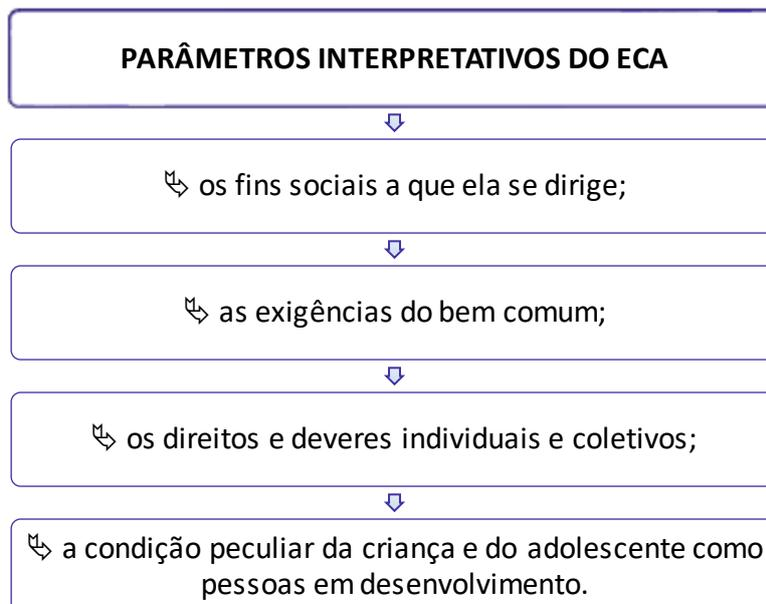 PARÂMETROS INTERPRETATIVOS DO ECA
os fins sociais a que ela se dirige;
as exigências do bem comum;
os direitos e deveres individuais e coletivos;
a condição peculiar da criança e do adolescente como
pessoas em desenvolvimento.